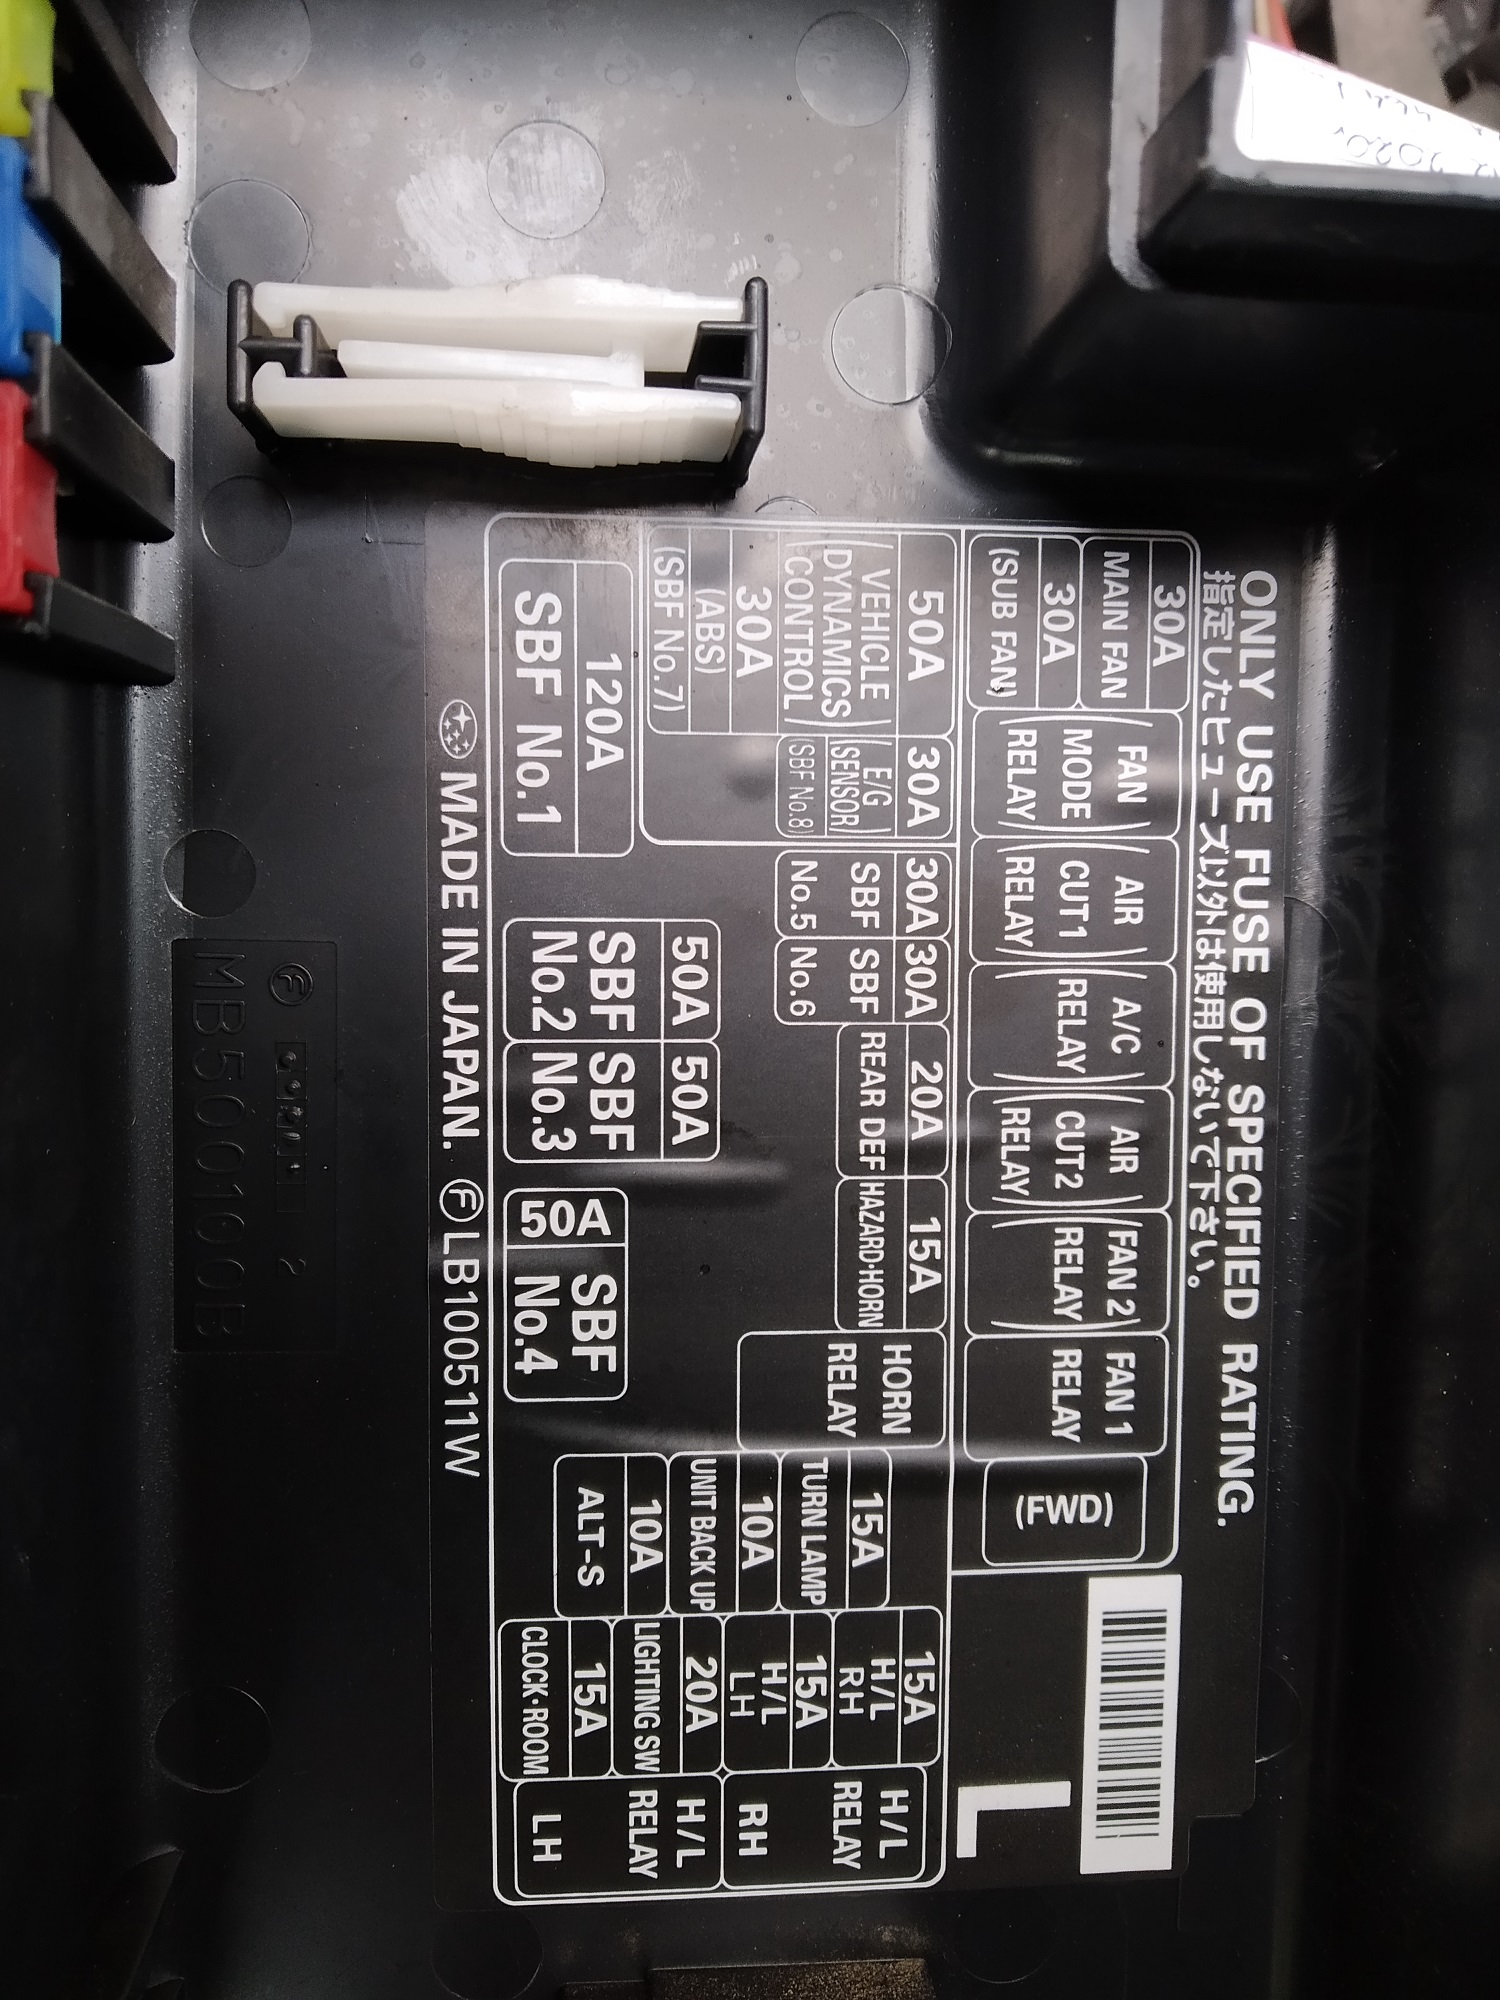 ONLY USE FUSE OF SPECIFIED RATING.
指定したヒューズ以外は使用しないで下さい。
30A
MAIN FAN
30A
(SUB FAN)
(FAN MODE RELAY)
(AIR CUT1 RELAY)
(A/C RELAY)
(AIR CUT2 RELAY)
(FAN 2 RELAY)
FAN 1 RELAY
(FWD)
L
50A
(VEHICLE DYNAMICS CONTROL)
30A
(ABS)
(SBF No.7)
30A
(E/G SENSOR)
(SBF No.8)
30A
SBF No.5
30A
SBF No.6
20A
REAR DEF
15A
HAZARD·HORN
HORN RELAY
15A
TURN LAMP
10A
UNIT BACK UP
10A
ALT-S
15A
H/L RH
15A
H/L LH
20A
LIGHTING SW
15A
CLOCK·ROOM
H/L RELAY RH
H/L RELAY LH
120A
SBF No.1
50A
SBF No.2
50A
SBF No.3
50A
SBF No.4
MADE IN JAPAN. Ⓕ LB100511W
Ⓕ 2
MB500100B
2020